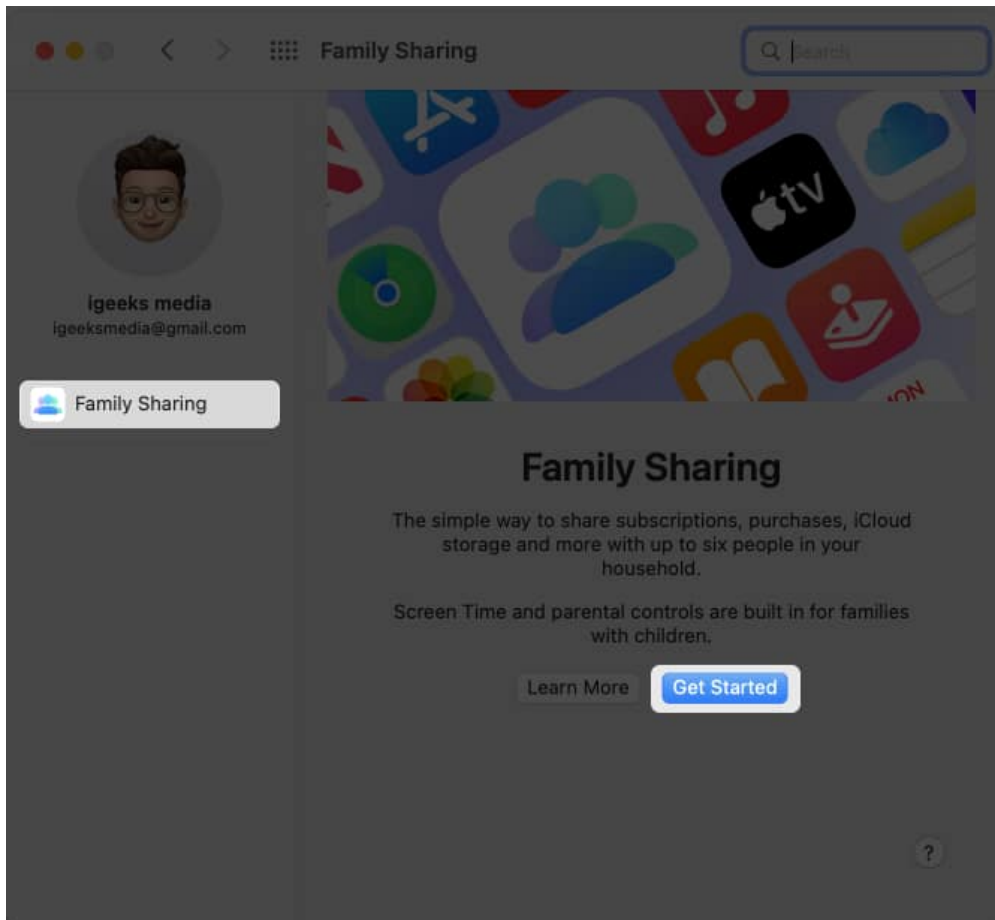 Family Sharing
Search
tv
igeeks media
igeeksmedia@gmail.com
Family Sharing
Family Sharing
The simple way to share subscriptions, purchases, iCloud
storage and more with up to six people in your
household.
Screen Time and parental controls are built in for families
with children.
Learn More
Get Started
?